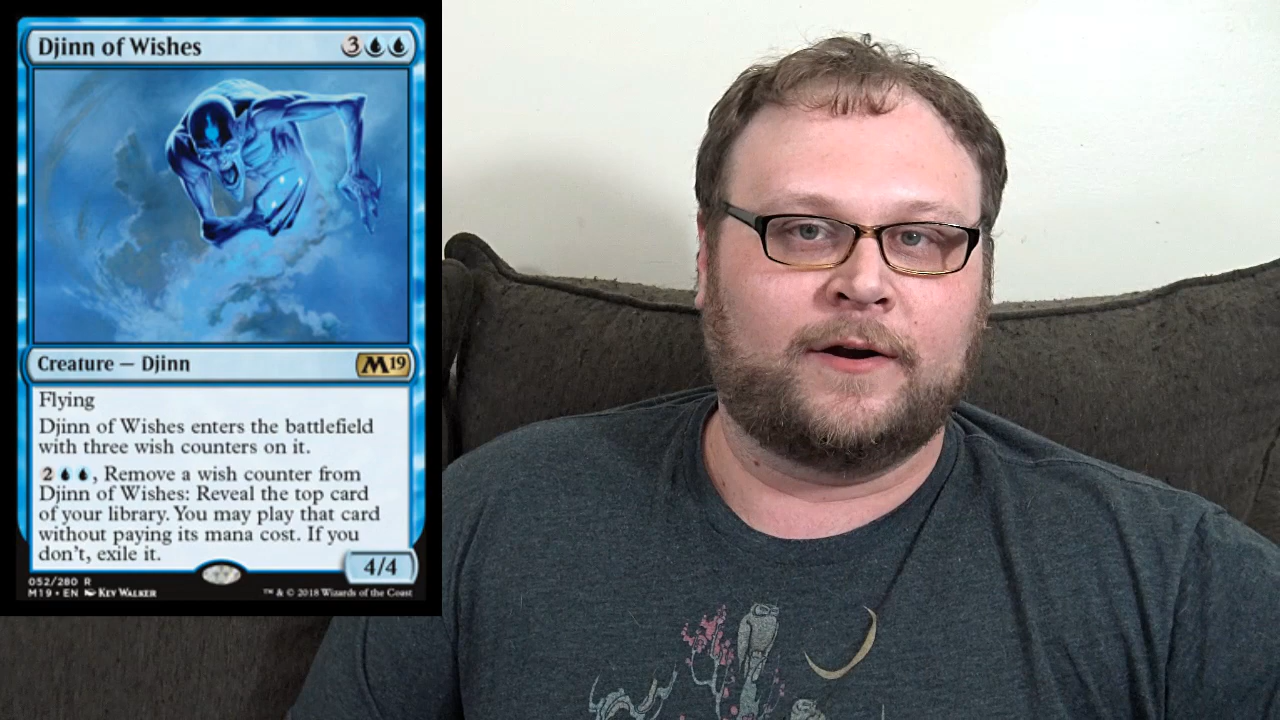 Djinn of Wishes 3
Creature — Djinn M19
Flying
Djinn of Wishes enters the battlefield
with three wish counters on it.
2 , Remove a wish counter from
Djinn of Wishes: Reveal the top card
of your library. You may play that card
without paying its mana cost. If you
don't, exile it.
4/4
052/280 R
M19 • EN Kev Walker
™ & © 2018 Wizards of the Coast